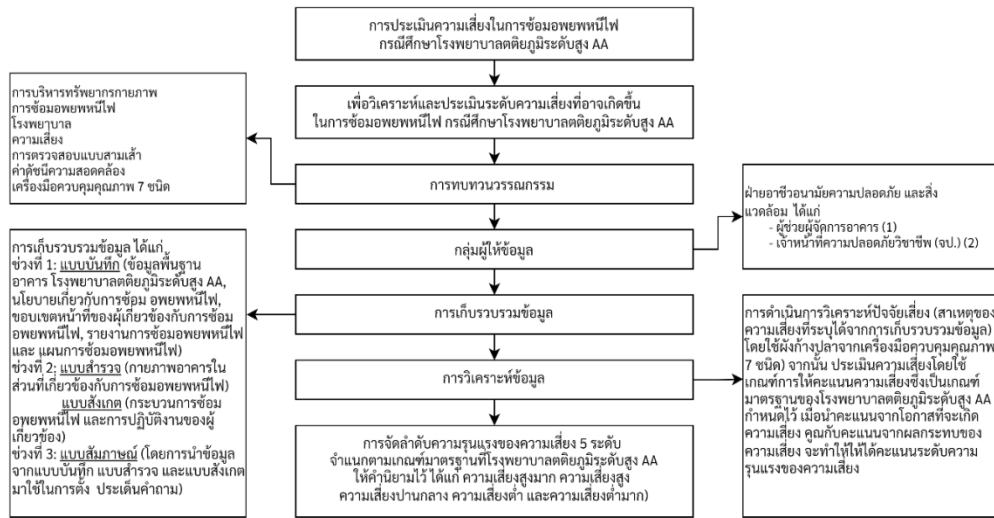 การประเมินความเสี่ยงในการซ้อมอพยพหนีไฟ
กรณีศึกษาโรงพยาบาลตติยภูมิระดับสูง AA
เพื่อวิเคราะห์และประเมินระดับความเสี่ยงที่อาจเกิดขึ้น
ในการซ้อมอพยพหนีไฟ กรณีศึกษาโรงพยาบาลตติยภูมิระดับสูง AA
การบริหารทรัพยากรกายภาพ
การซ้อมอพยพหนีไฟ
โรงพยาบาล
ความเสี่ยง
การตรวจสอบแบบสามเส้า
ค่าดัชนีความสอดคล้อง
เครื่องมือควบคุมคุณภาพ 7 ชนิด
การทบทวนวรรณกรรม
กลุ่มผู้ให้ข้อมูล
ฝ่ายอาชีวอนามัยความปลอดภัย และสิ่ง
แวดล้อม ได้แก่
- ผู้ช่วยผู้จัดการอาคาร (1)
- เจ้าหน้าที่ความปลอดภัยวิชาชีพ (จป.) (2)
การเก็บรวบรวมข้อมูล
การเก็บรวบรวมข้อมูล ได้แก่
ช่วงที่ 1: แบบบันทึก (ข้อมูลพื้นฐาน
อาคาร โรงพยาบาลตติยภูมิระดับสูง AA,
นโยบายเกี่ยวกับการซ้อม อพยพหนีไฟ,
ขอบเขตหน้าที่ของผู้เกี่ยวข้องกับการซ้อม
อพยพหนีไฟ, รายงานการซ้อมอพยพหนีไฟ
และ แผนการซ้อมอพยพหนีไฟ)
ช่วงที่ 2: แบบสำรวจ (กายภาพอาคารใน
ส่วนที่เกี่ยวข้องกับการซ้อมอพยพหนีไฟ)
แบบสังเกต (กระบวนการซ้อม
อพยพหนีไฟ และการปฏิบัติงานของผู้
เกี่ยวข้อง)
ช่วงที่ 3: แบบสัมภาษณ์ (โดยการนำข้อมูล
จากแบบบันทึก แบบสำรวจ และแบบสังเกต
มาใช้ในการตั้ง ประเด็นคำถาม)
การวิเคราะห์ข้อมูล
การดำเนินการวิเคราะห์ปัจจัยเสี่ยง (สาเหตุของ
ความเสี่ยงที่ระบุได้จากการเก็บรวบรวมข้อมูล)
โดยใช้ผังก้างปลาจากเครื่องมือควบคุมคุณภาพ
7 ชนิด) จากนั้น ประเมินความเสี่ยงโดยใช้
เกณฑ์การให้คะแนนความเสี่ยงซึ่งเป็นเกณฑ์
มาตรฐานของโรงพยาบาลตติยภูมิระดับสูง AA
กำหนดไว้ เมื่อนำคะแนนจากโอกาสที่จะเกิด
ความเสี่ยง คูณกับคะแนนจากผลกระทบของ
ความเสี่ยง จะทำให้ให้ได้คะแนนระดับความ
รุนแรงของความเสี่ยง
การจัดลำดับความรุนแรงของความเสี่ยง 5 ระดับ
จำแนกตามเกณฑ์มาตรฐานที่โรงพยาบาลตติยภูมิระดับสูง AA
ให้คำนิยามไว้ ได้แก่ ความเสี่ยงสูงมาก ความเสี่ยงสูง
ความเสี่ยงปานกลาง ความเสี่ยงต่ำ และความเสี่ยงต่ำมาก)